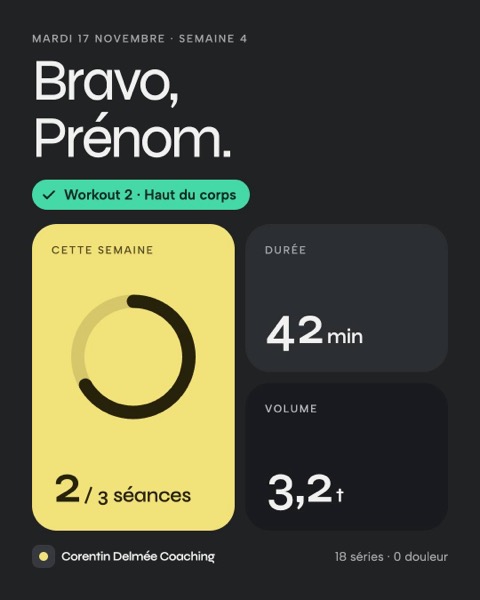 MARDI 17 NOVEMBRE · SEMAINE 4
Bravo,
Prénom.
Workout 2 · Haut du corps
CETTE SEMAINE
2 / 3 séances
DURÉE
42 min
VOLUME
3,2 t
Corentin Delmée Coaching
18 séries · 0 douleur